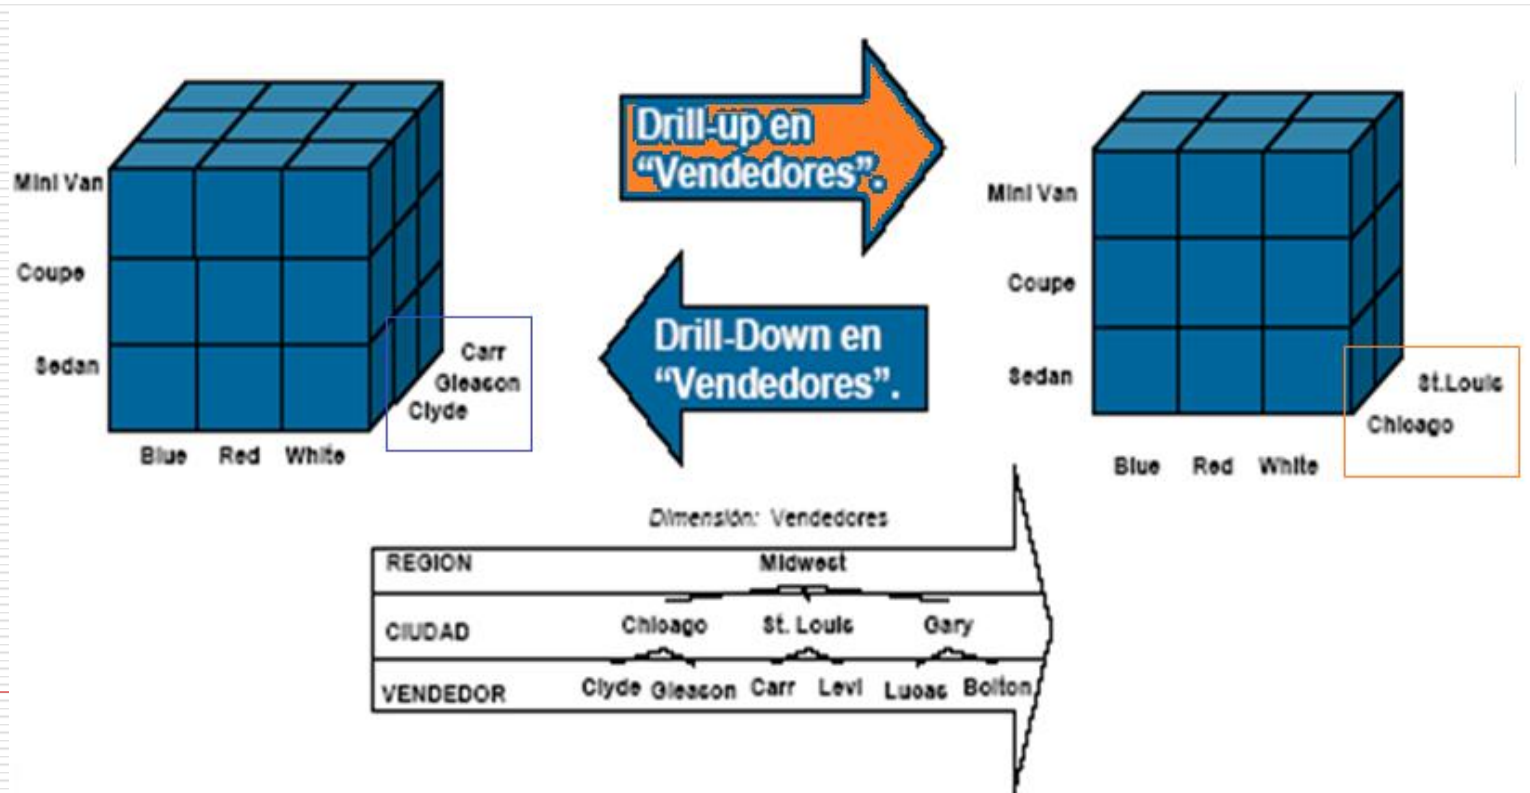 Drill-up en
“Vendedores”.
Mini Van
Coupe
Sedan
Carr
Gleason
Clyde
Blue Red White
Drill-Down en
“Vendedores”.
Mini Van
Coupe
Sedan
St.Louis
Chicago
Blue Red White
Dimensión: Vendedores
REGION Midwest
CIUDAD Chicago St. Louis Gary
VENDEDOR Clyde Gleason Carr Levi Lucas Bolton